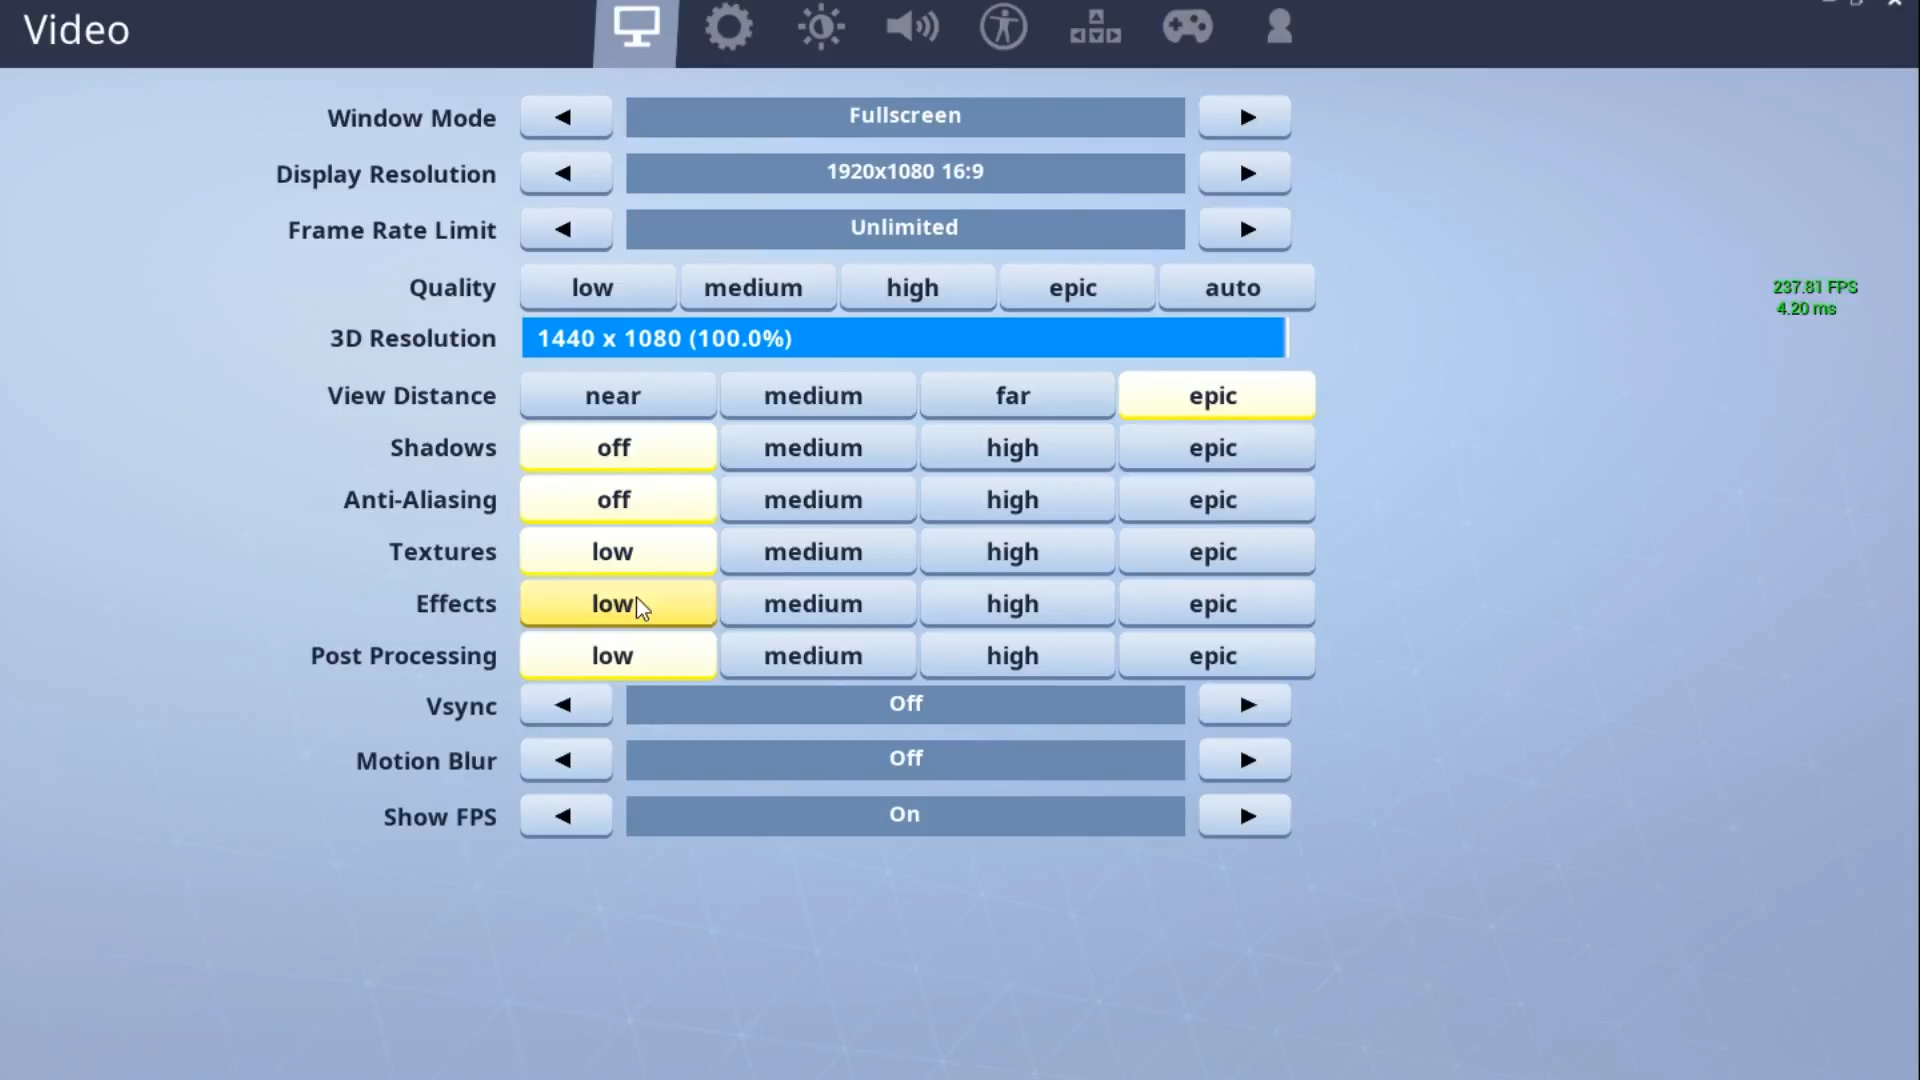 Video
Window Mode Fullscreen
Display Resolution 1920x1080 16:9
Frame Rate Limit Unlimited
Quality low medium high epic auto
237.81 FPS
4.20 ms
3D Resolution 1440 x 1080 (100.0%)
View Distance near medium far epic
Shadows off medium high epic
Anti-Aliasing off medium high epic
Textures low medium high epic
Effects low medium high epic
Post Processing low medium high epic
Vsync Off
Motion Blur Off
Show FPS On